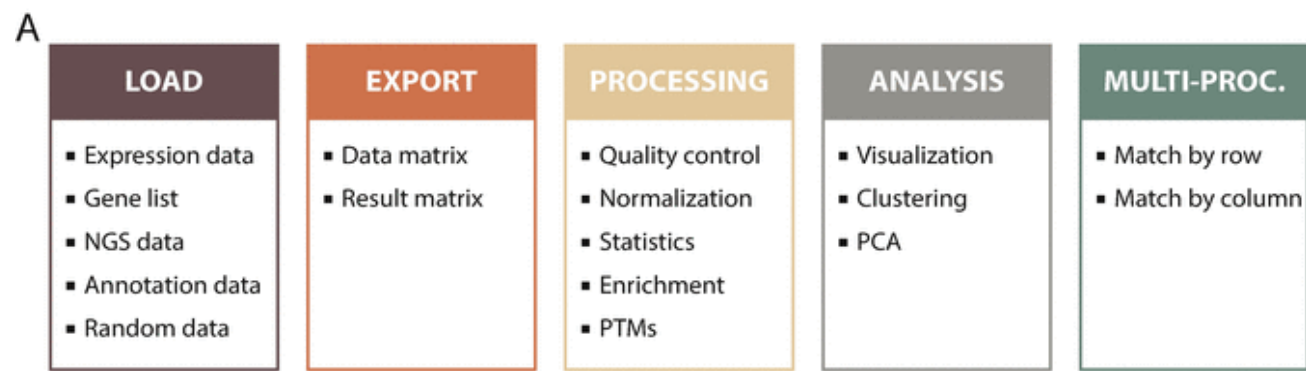 A
LOAD
▪ Expression data
▪ Gene list
▪ NGS data
▪ Annotation data
▪ Random data
EXPORT
▪ Data matrix
▪ Result matrix
PROCESSING
▪ Quality control
▪ Normalization
▪ Statistics
▪ Enrichment
▪ PTMs
ANALYSIS
▪ Visualization
▪ Clustering
▪ PCA
MULTI-PROC.
▪ Match by row
▪ Match by column